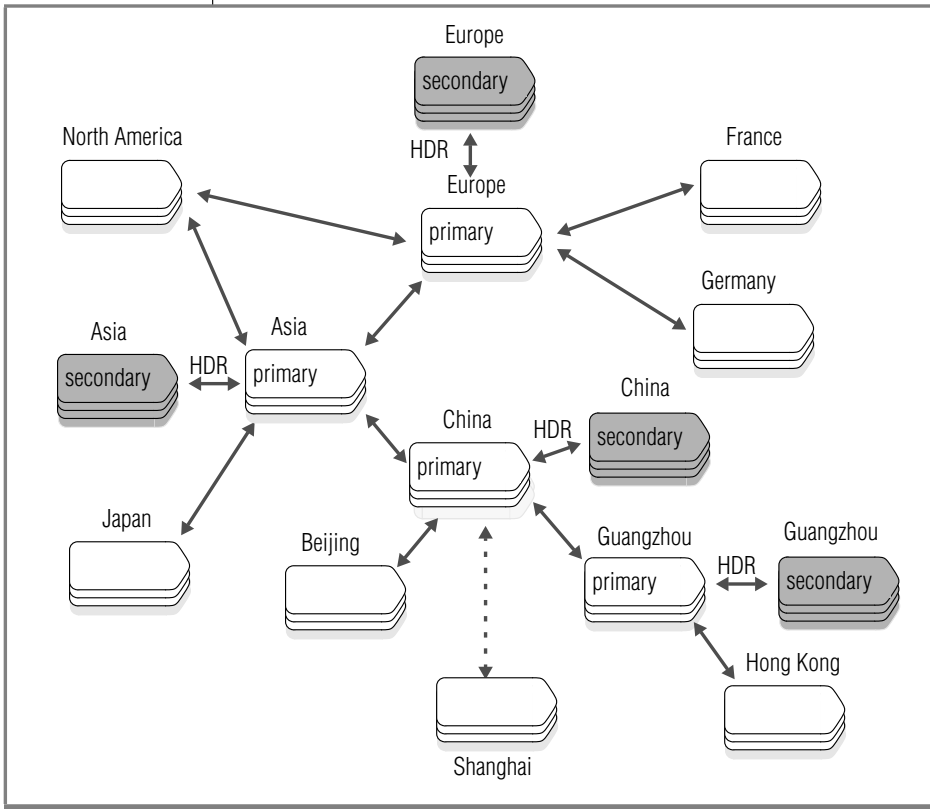 Europe
secondary
HDR
North America
France
Europe
primary
Germany
Asia
Asia
HDR
secondary
primary
China
China
HDR
secondary
primary
Japan
Beijing
Guangzhou
Guangzhou
HDR
primary
secondary
Hong Kong
Shanghai